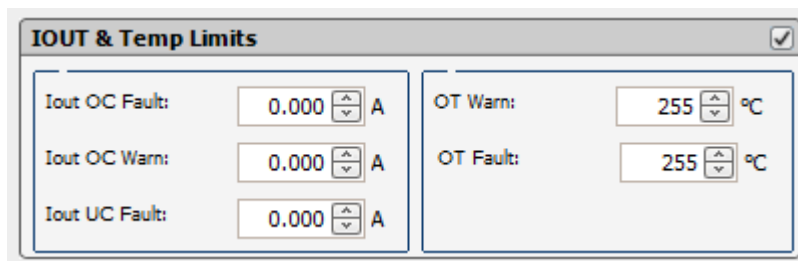 IOUT & Temp Limits
Iout OC Fault: 0.000 A
OT Warn: 255 ºC
Iout OC Warn: 0.000 A
OT Fault: 255 ºC
Iout UC Fault: 0.000 A